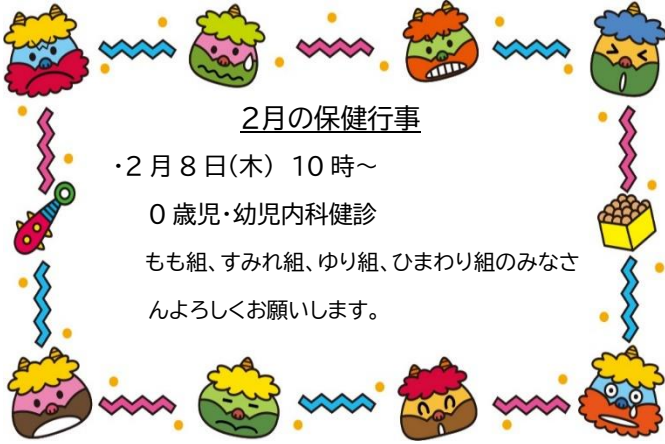 2月の保健行事
・2月8日(木) 10時～
0歳児・幼児内科健診
もも組、すみれ組、ゆり組、ひまわり組のみなさ
んよろしくお願いします。